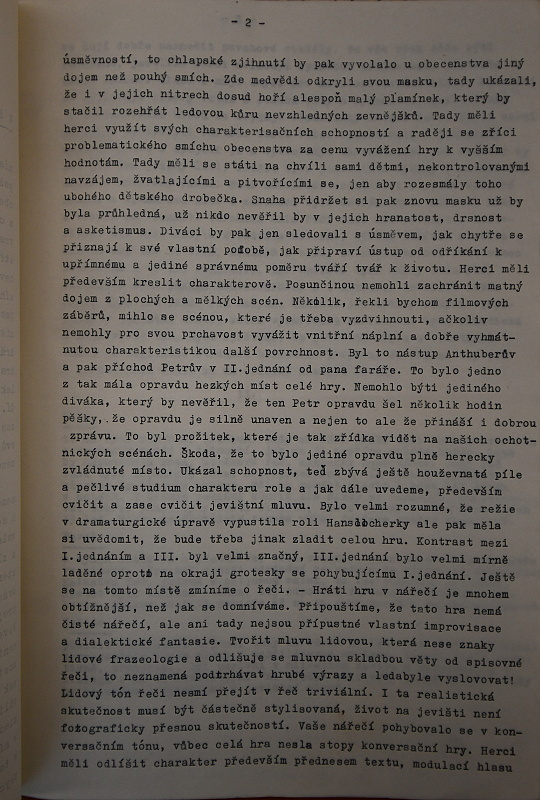 - 2 -
úsměvností, to chlapské zjihnutí by pak vyvolalo u obecenstva jiný
dojem než pouhý smích. Zde medvědi odkryli svou masku, tady ukázali,
že i v jejich nitrech dosud hoří alespoň malý plamínek, který by
stačil rozehřát ledovou kůru nevzhledných zevnějšků. Tady měli
herci využít svých charakterisačních schopností a raději se zříci
problematického smíchu obecenstva za cenu vyvážení hry k vyšším
hodnotám. Tady měli se státi na chvíli sami dětmi, nekontrolovanými
navzájem, žvatlajícími a pitvořícími se, jen aby rozesmály toho
ubohého dětského drobečka. Snaha přidržet si pak znovu masku už by
byla průhledná, už nikdo nevěřil by v jejich hranatost, drsnost
a asketismus. Diváci by pak jen sledovali s úsměvem, jak chytře se
přiznají k své vlastní podobě, jak připraví ústup od odříkání k
upřímnému a jediné správnému poměru tváří tvář k životu. Herci měli
především kreslit charakterově. Posunčinou nemohli zachránit matný
dojem z plochých a mělkých scén. Několik, řekli bychom filmových
záběrů, mihlo se scénou, které je třeba vyzdvihnouti, ačkoliv
nemohly pro svou prchavost vyvážit vnitřní náplní a dobře vyhmát-
nutou charakteristikou další povrchnost. Byl to nástup Anthuberův
a pak příchod Petrův v II.jednání od pana faráře. To bylo jedno
z tak mála opravdu hezkých míst celé hry. Nemohlo býti jediného
diváka, který by nevěřil, že ten Petr opravdu šel několik hodin
pěšky, že opravdu je silně unaven a nejen to ale že přináší i dobrou
zprávu. To byl prožitek, které je tak zřídka vidět na našich ochot-
nických scénách. Škoda, že to bylo jediné opravdu plně herecky
zvládnuté místo. Ukázal schopnost, teď zbývá ještě houževnatá píle
a pečlivé studium charakteru role a jak dále uvedeme, především
cvičit a zase cvičit jevištní mluvu. Bylo velmi rozumné, že režie
v dramaturgické úpravě vypustila roli Hanslocherky ale pak měla
si uvědomit, že bude třeba jinak zladit celou hru. Kontrast mezi
I.jednáním a III. byl velmi značný, III.jednání bylo velmi mírně
laděné oproti na okraji grotesky se pohybujícímu I.jednání. Ještě
se na tomto místě zmíníme o řeči. - Hráti hru v nářečí je mnohem
obtížnější, než jak se domníváme. Připouštíme, že tato hra nemá
čisté nářečí, ale ani tady nejsou přípustné vlastní improvisace
a dialektické fantasie. Tvořit mluvu lidovou, která nese znaky
lidové frazeologie a odlišuje se mluvnou skladbou věty od spisovné
řeči, to neznamená podtrhávat hrubé výrazy a ledabyle vyslovovat!
Lidový tón řeči nesmí přejít v řeč triviální. I ta realistická
skutečnost musí být částečně stylisovaná, život na jevišti není
fotograficky přesnou skutečností. Vaše nářečí pohybovalo se v kon-
versačním tónu, vůbec celá hra nesla stopy konversační hry. Herci
měli odlišit charakter především přednesem textu, modulací hlasu